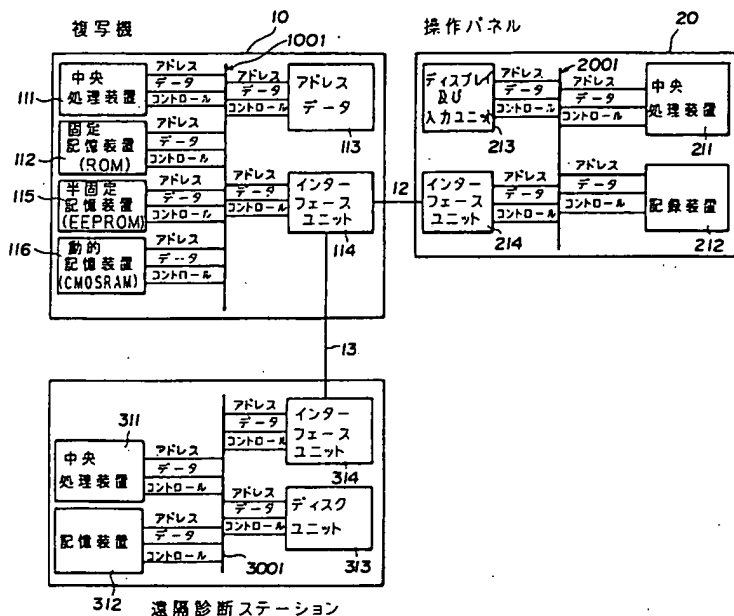 複写機
10
1001
中央
処理装置
111
アドレス
データ
コントロール
アドレス
データ
コントロール
アドレス
データ
113
固定
記憶装置
(ROM)
112
アドレス
データ
コントロール
半固定
記憶装置
(EEPROM)
115
アドレス
データ
コントロール
アドレス
データ
コントロール
インター
フェース
ユニット
114
動的
記憶装置
(CMOSRAM)
116
アドレス
データ
コントロール
12
13
操作パネル
20
2001
ディスプレイ
及び
入力ユニット
213
アドレス
データ
コントロール
アドレス
データ
コントロール
中央
処理装置
211
インター
フェース
ユニット
214
アドレス
データ
コントロール
アドレス
データ
コントロール
記録装置
212
311
中央
処理装置
アドレス
データ
コントロール
アドレス
データ
コントロール
インター
フェース
ユニット
314
記憶装置
312
アドレス
データ
コントロール
3001
アドレス
データ
コントロール
ディスク
ユニット
313
遠隔診断ステーション